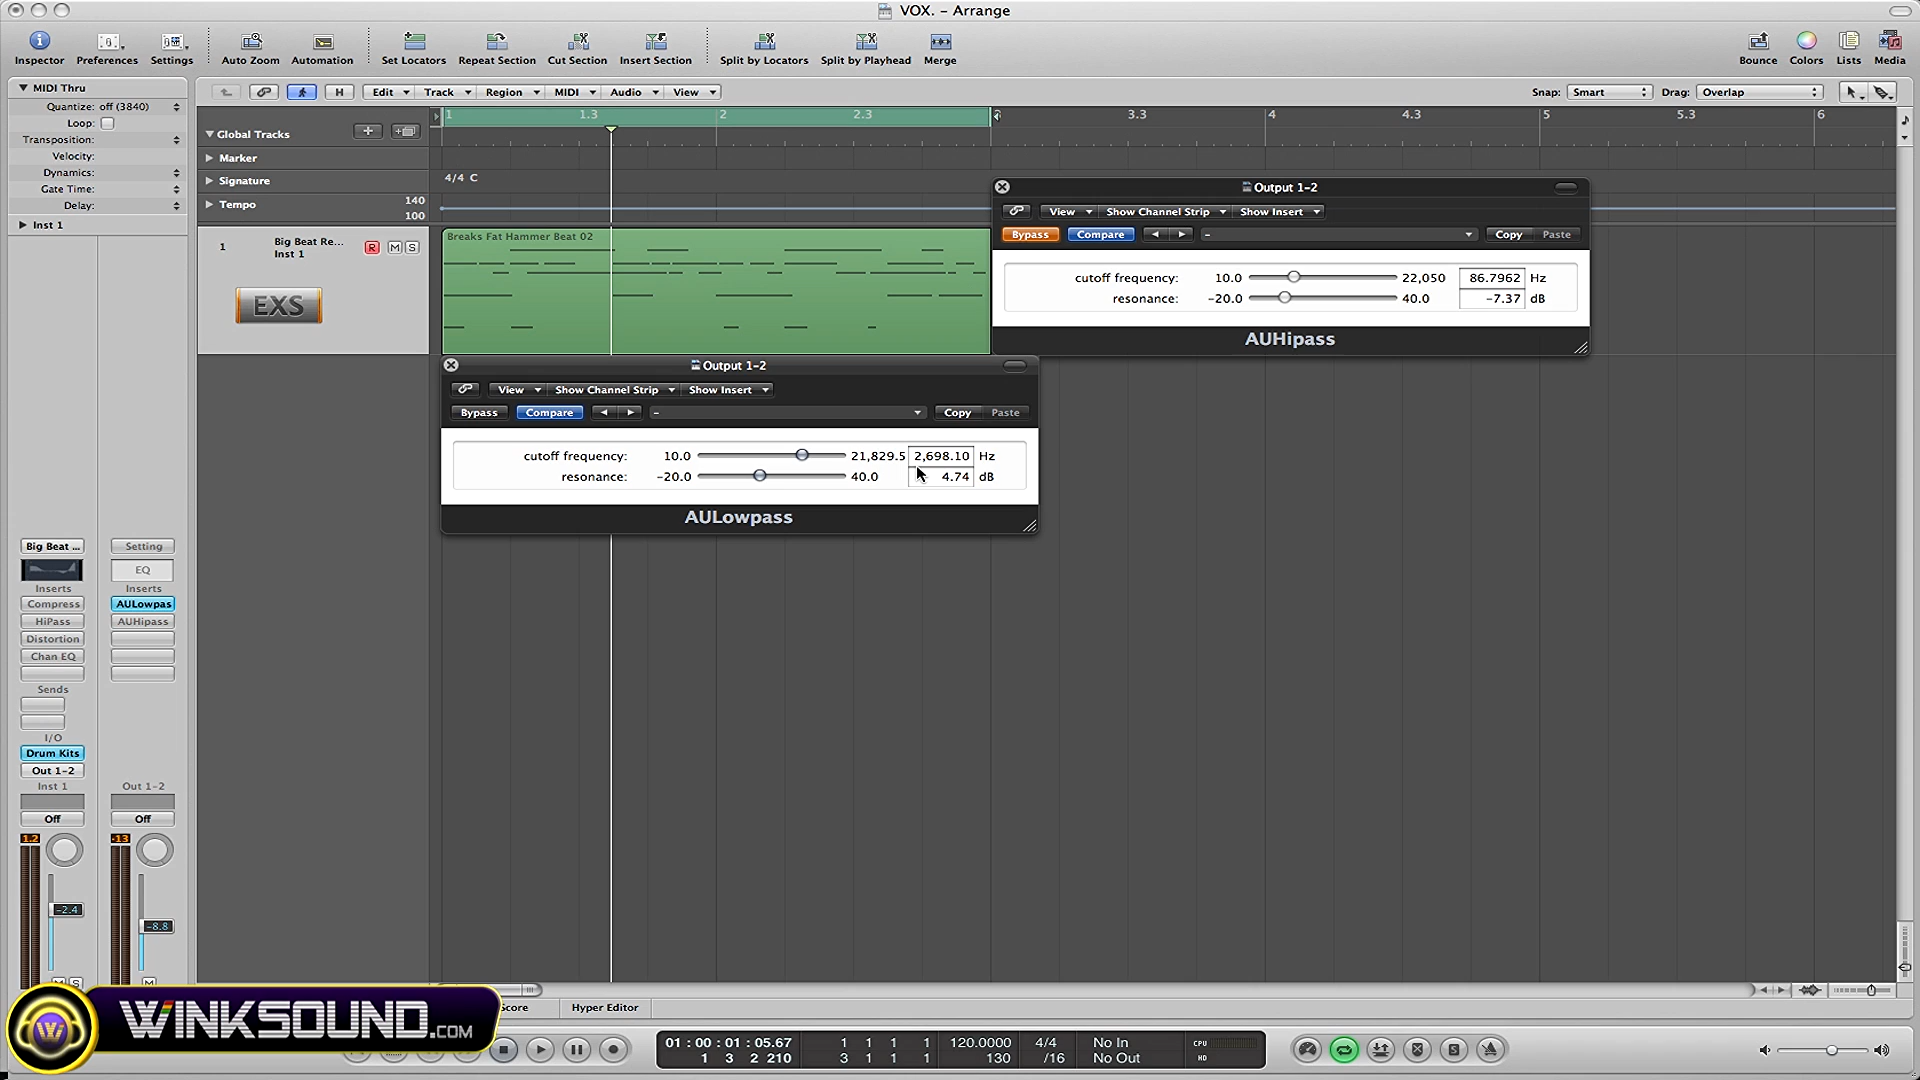 VOX. - Arrange
Inspector Preferences Settings Auto Zoom Automation Set Locators Repeat Section Cut Section Insert Section Split by Locators Split by Playhead Merge Bounce Colors Lists Media
MIDI Thru
H Edit Track Region MIDI Audio View Snap: Smart Drag: Overlap
Quantize: off (3840)
Loop:
Transposition:
Velocity:
Dynamics:
Gate Time:
Delay:
Inst 1
1 1.3 2 2.3 3 3.3 4 4.3 5 5.3 6
Global Tracks
Marker
Signature 4/4 C
Tempo 140
100
1 Big Beat Re...
Inst 1
R M S
EXS
Breaks Fat Hammer Beat 02
Output 1-2
View Show Channel Strip Show Insert
Bypass Compare - Copy Paste
cutoff frequency: 10.0 22,050 86.7962 Hz
resonance: -20.0 40.0 -7.37 dB
AUHipass
Output 1-2
View Show Channel Strip Show Insert
Bypass Compare - Copy Paste
cutoff frequency: 10.0 21,829.5 2,698.10 Hz
resonance: -20.0 40.0 4.74 dB
AULowpass
Big Beat ... Setting
EQ
Inserts Inserts
Compress AULowpas
HiPass AUHipass
Distortion
Chan EQ
Sends
I/O
Drum Kits
Out 1-2
Inst 1 Out 1-2
Off Off
1.2 -13
-2.4
-8.8
M S M
WINKSOUND.COM
Score Hyper Editor
01 : 00 : 01 : 05.67 1 1 1 1 120.0000 4/4 No In CPU
1 3 2 210 3 1 1 1 130 /16 No Out HD
S